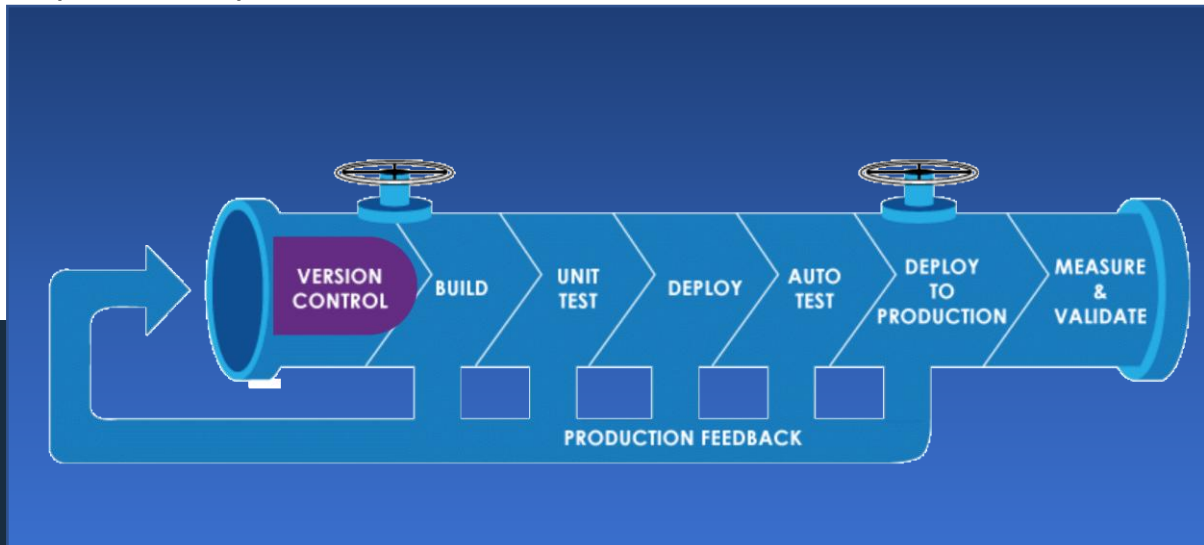 VERSION
CONTROL
BUILD
UNIT
TEST
DEPLOY
AUTO
TEST
DEPLOY
TO
PRODUCTION
MEASURE
&
VALIDATE
PRODUCTION FEEDBACK